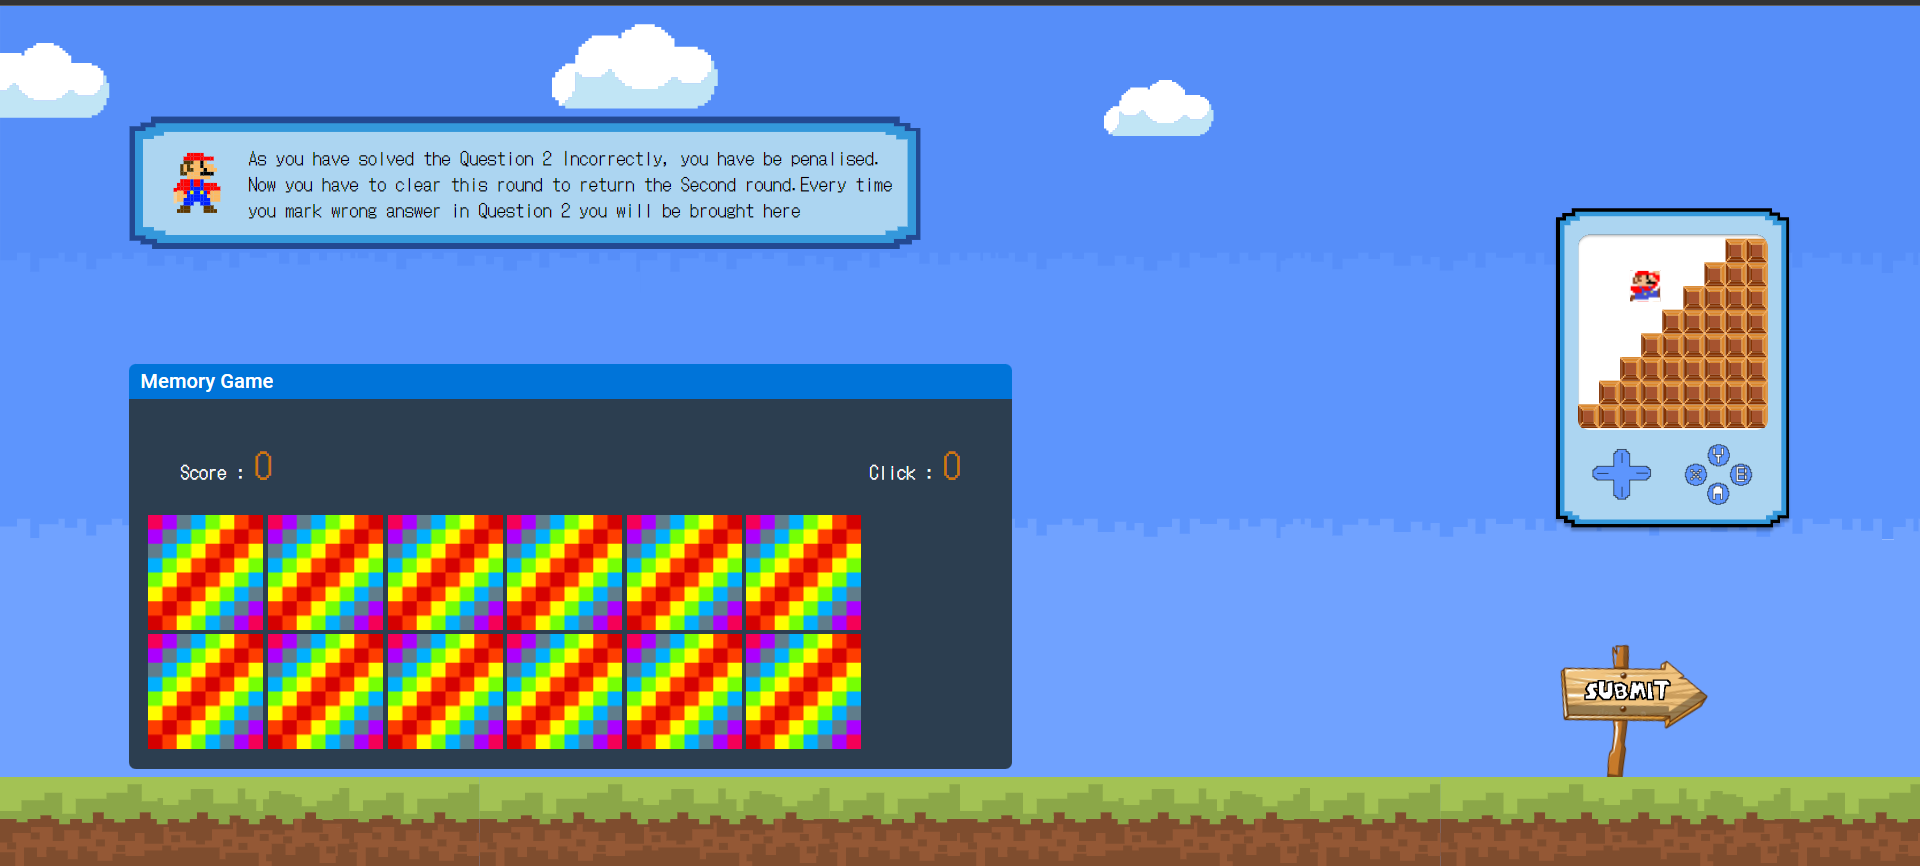 As you have solved the Question 2 Incorrectly, you have be penalised.
Now you have to clear this round to return the Second round.Every time
you mark wrong answer in Question 2 you will be brought here
Memory Game
Score : 0
Click : 0
Y
X B
A
SUBMIT